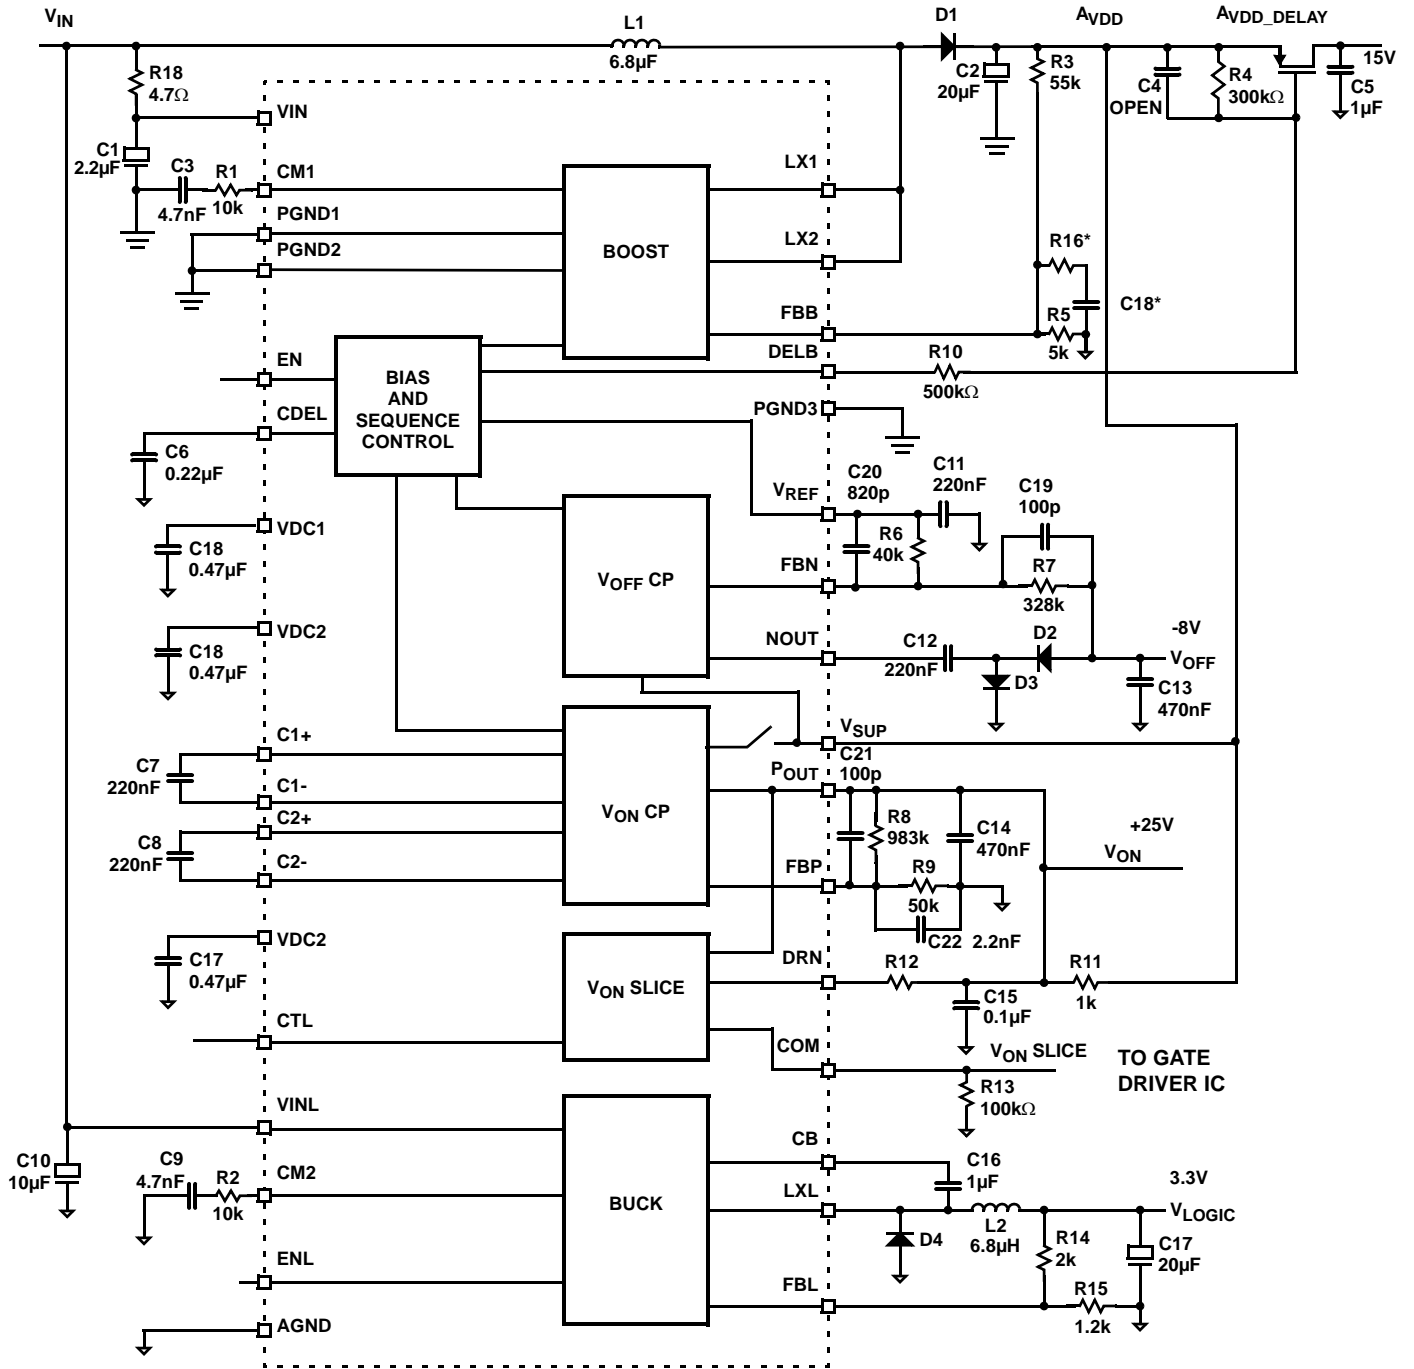 VIN
L1
6.8µF
D1
AVDD
AVDD_DELAY
R18
4.7Ω
C2
20µF
R3
55k
C4
OPEN
R4
300kΩ
15V
C5
1µF
VIN
C1
2.2µF
C3
4.7nF
R1
10k
CM1
PGND1
PGND2
BOOST
LX1
LX2
FBB
DELB
R16*
C18*
R5
5k
R10
500kΩ
EN
CDEL
BIAS
AND
SEQUENCE
CONTROL
PGND3
C6
0.22µF
VREF
C20
820p
C11
220nF
C19
100p
R6
40k
VDC1
C18
0.47µF
VOFF CP
FBN
R7
328k
VDC2
C18
0.47µF
NOUT
C12
220nF
D2
D3
-8V
VOFF
C13
470nF
C1+
C7
220nF
C1-
C2+
C8
220nF
C2-
VON CP
VSUP
POUT
C21
100p
R8
983k
C14
470nF
+25V
VON
FBP
R9
50k
C22 2.2nF
VDC2
C17
0.47µF
VON SLICE
DRN
R12
R11
1k
C15
0.1µF
CTL
COM
VON SLICE
TO GATE
DRIVER IC
R13
100kΩ
VINL
C10
10µF
C9
4.7nF
R2
10k
CM2
BUCK
CB
C16
1µF
LXL
D4
L2
6.8µH
3.3V
VLOGIC
R14
2k
C17
20µF
ENL
FBL
R15
1.2k
AGND